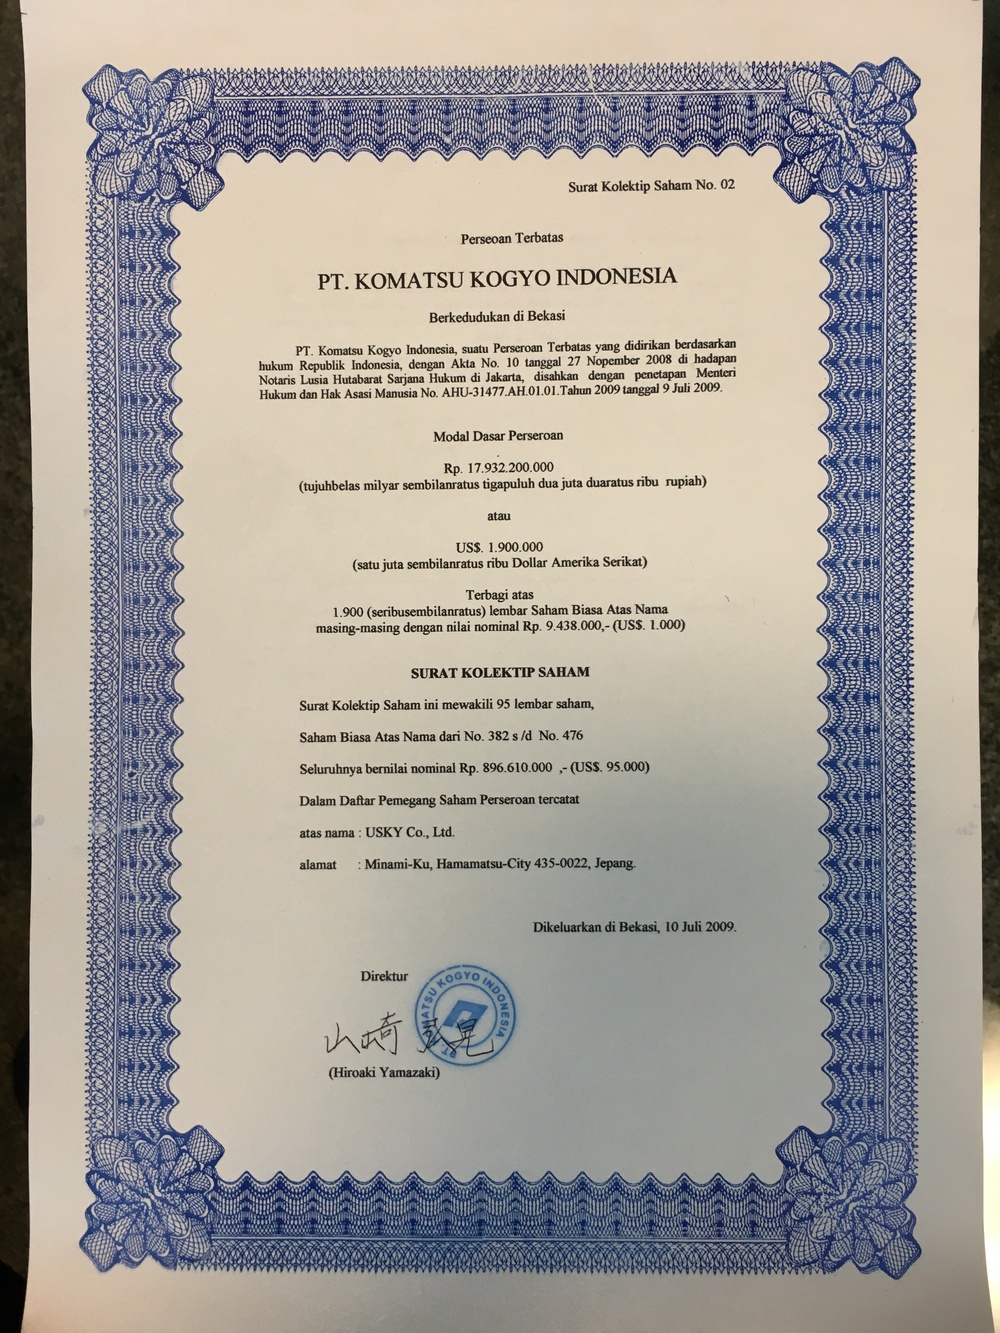 Surat Kolektip Saham No. 02
Perseoan Terbatas
PT. KOMATSU KOGYO INDONESIA
Berkedudukan di Bekasi
PT. Komatsu Kogyo Indonesia, suatu Perseroan Terbatas yang didirikan berdasarkan
hukum Republik Indonesia, dengan Akta No. 10 tanggal 27 Nopember 2008 di hadapan
Notaris Lusia Hutabarat Sarjana Hukum di Jakarta, disahkan dengan penetapan Menteri
Hukum dan Hak Asasi Manusia No. AHU-31477.AH.01.01.Tahun 2009 tanggal 9 Juli 2009.
Modal Dasar Perseroan
Rp. 17.932.200.000
(tujuhbelas milyar sembilanratus tigapuluh dua juta duaratus ribu rupiah)
atau
US$. 1.900.000
(satu juta sembilanratus ribu Dollar Amerika Serikat)
Terbagi atas
1.900 (seribusembilanratus) lembar Saham Biasa Atas Nama
masing-masing dengan nilai nominal Rp. 9.438.000,- (US$. 1.000)
SURAT KOLEKTIP SAHAM
Surat Kolektip Saham ini mewakili 95 lembar saham,
Saham Biasa Atas Nama dari No. 382 s /d No. 476
Seluruhnya bernilai nominal Rp. 896.610.000 ,- (US$. 95.000)
Dalam Daftar Pemegang Saham Perseroan tercatat
atas nama : USKY Co., Ltd.
alamat : Minami-Ku, Hamamatsu-City 435-0022, Jepang.
Dikeluarkan di Bekasi, 10 Juli 2009.
Direktur
PT KOMATSU KOGYO INDONESIA
山崎 弘晃
(Hiroaki Yamazaki)